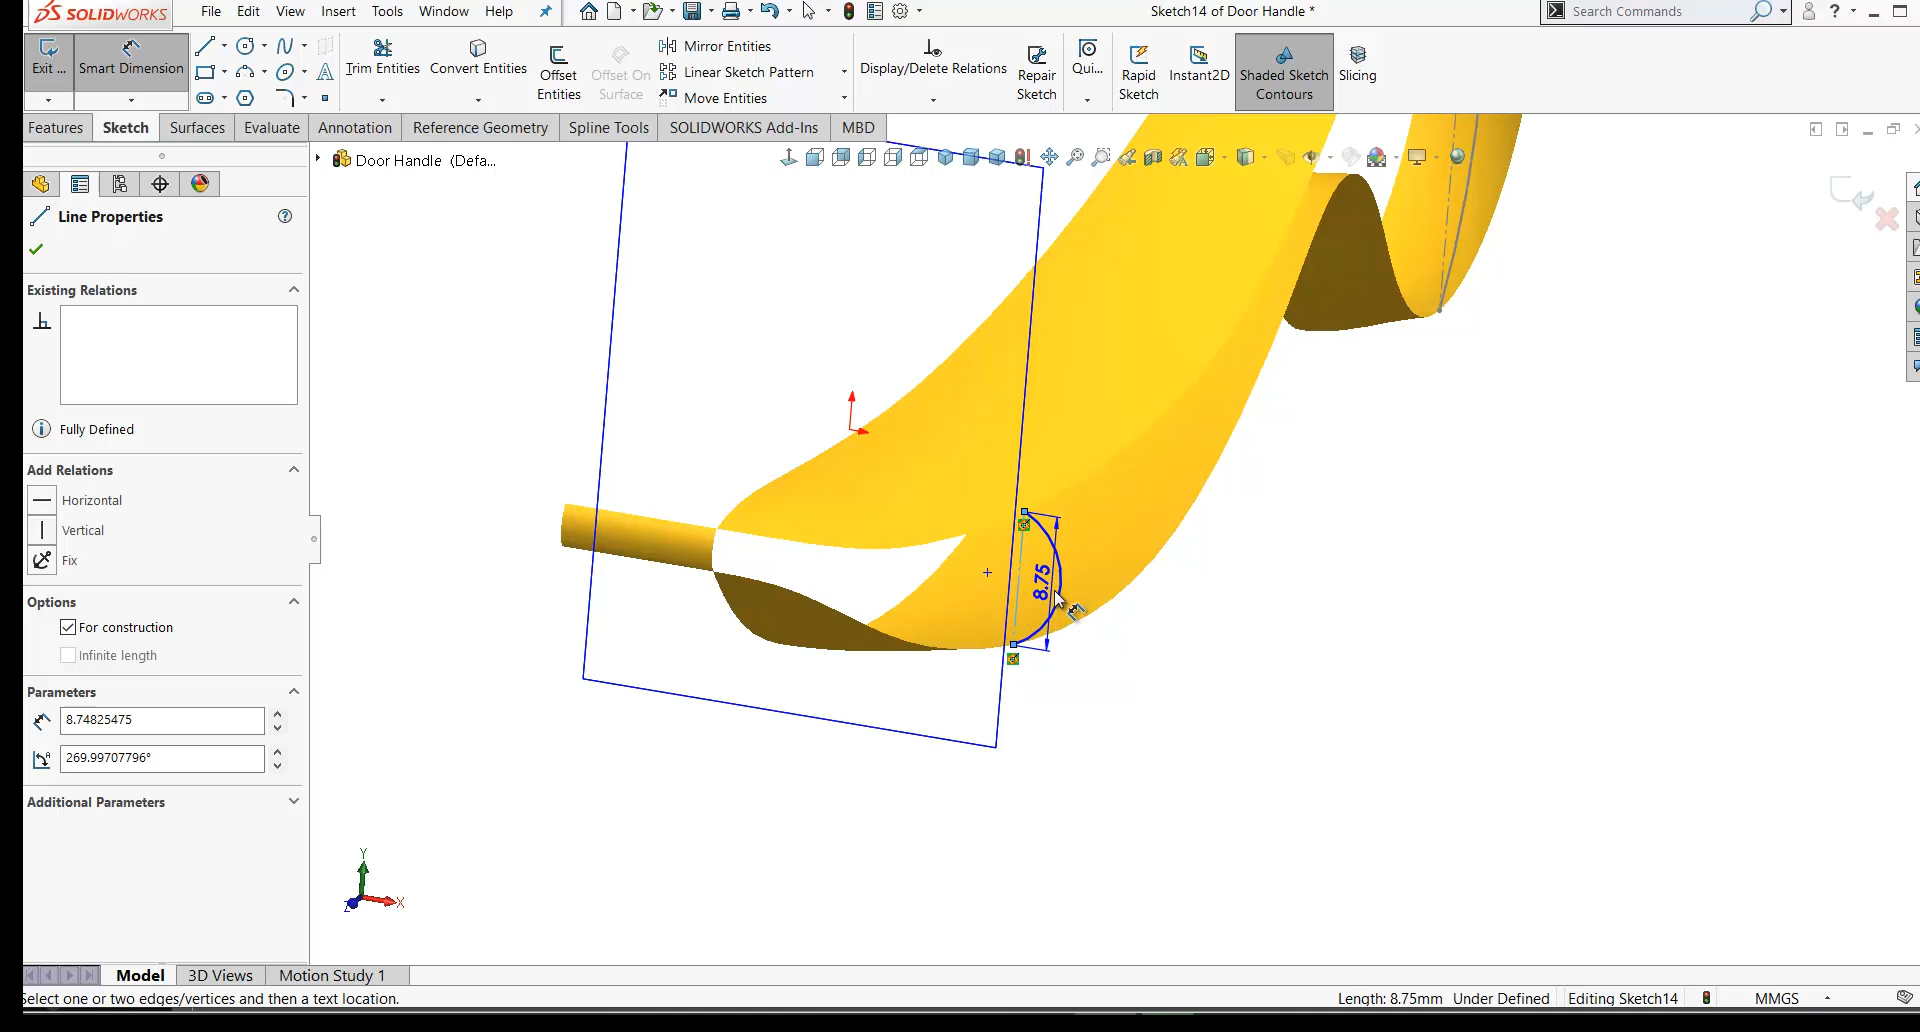 SOLIDWORKS File Edit View Insert Tools Window Help Sketch14 of Door Handle * Search Commands ?
Exit ... Smart Dimension Trim Entities Convert Entities Offset Entities Offset On Surface Mirror Entities Linear Sketch Pattern Move Entities Display/Delete Relations Repair Sketch Qui... Rapid Sketch Instant2D Shaded Sketch Contours Slicing
Features Sketch Surfaces Evaluate Annotation Reference Geometry Spline Tools SOLIDWORKS Add-Ins MBD
Door Handle (Defa...
Line Properties
Existing Relations
Fully Defined
Add Relations
Horizontal
Vertical
Fix
Options
For construction
Infinite length
Parameters
8.74825475
269.99707796°
Additional Parameters
8.75
Y
X
Z
Model 3D Views Motion Study 1
Select one or two edges/vertices and then a text location. Length: 8.75mm Under Defined Editing Sketch14 MMGS